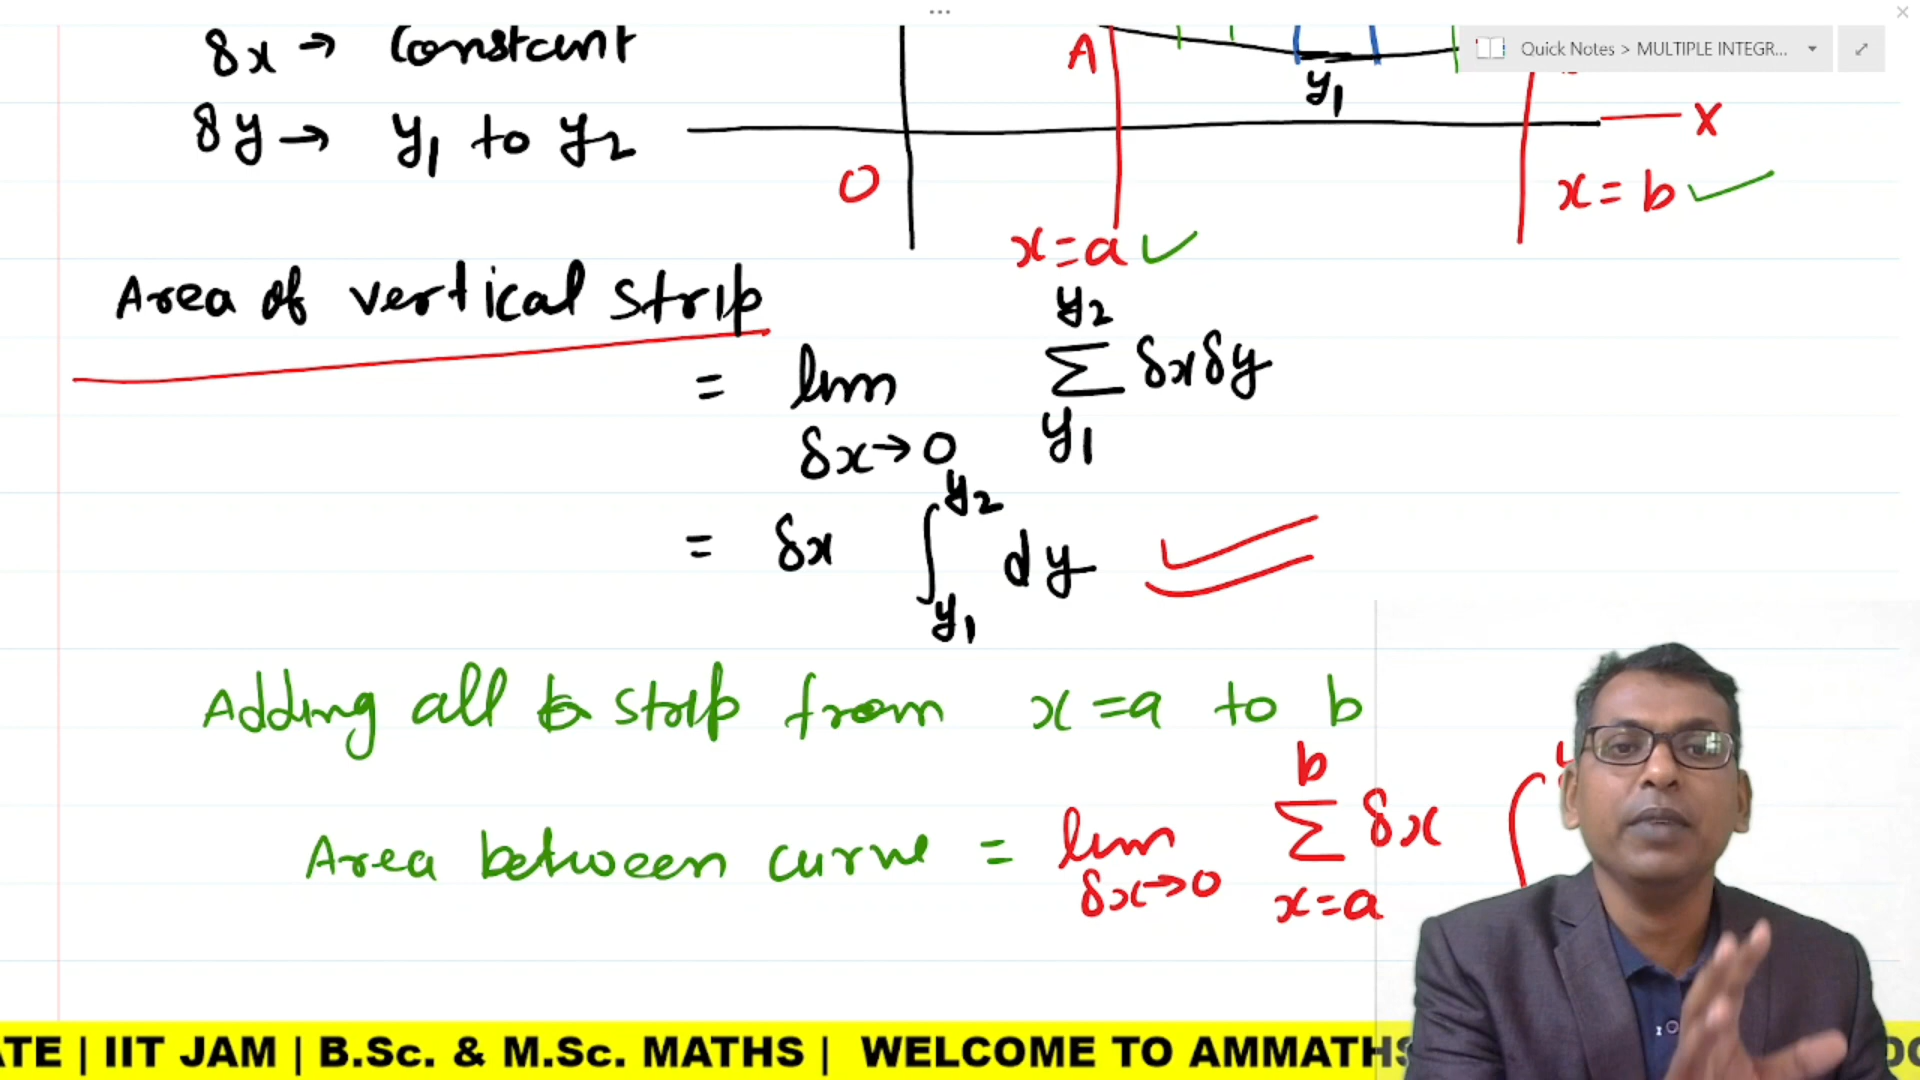 Quick Notes > MULTIPLE INTEGR...
δx → Constant
A
y₁
δy → y₁ to y₂
X
O
x = b
x = a
Area of vertical strip
= lim δx→0 Σ y₁ y₂ δxδy
= δx ∫ y₁ y₂ dy
Adding all strip from x = a to b
Area between curve = lim δx→0 Σ x=a b δx ∫
ATE | IIT JAM | B.Sc. & M.Sc. MATHS | WELCOME TO AMMATHS